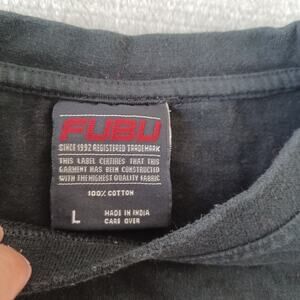 FUBU
SINCE 1992 REGISTERED TRADEMARK
THIS LABEL CERTIFIES THAT THIS
GARMENT HAS BEEN CONSTRUCTED
WITH THE HIGHEST QUALITY FABRIC
100% COTTON
L
MADE IN INDIA
CARE OVER